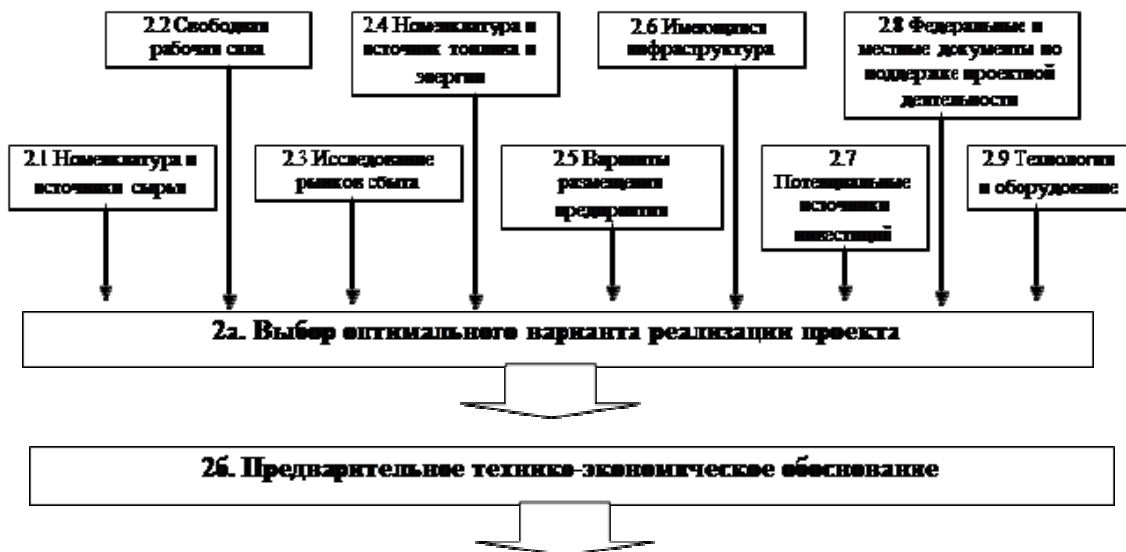 2.2 Свободная
рабочая сила
2.4 Номенклатура и
источник топлива и
энергии
2.6 Имеющаяся
инфраструктура
2.8 Федеральные и
местные документы по
поддержке проектной
деятельности
2.1 Номенклатура и
источники сырья
2.3 Исследование
рынков сбыта
2.5 Варианты
размещения
предприятия
2.7
Потенциальные
источники
инвестиций
2.9 Технология
и оборудование
2а. Выбор оптимального варианта реализации проекта
2б. Предварительное технико-экономическое обоснование